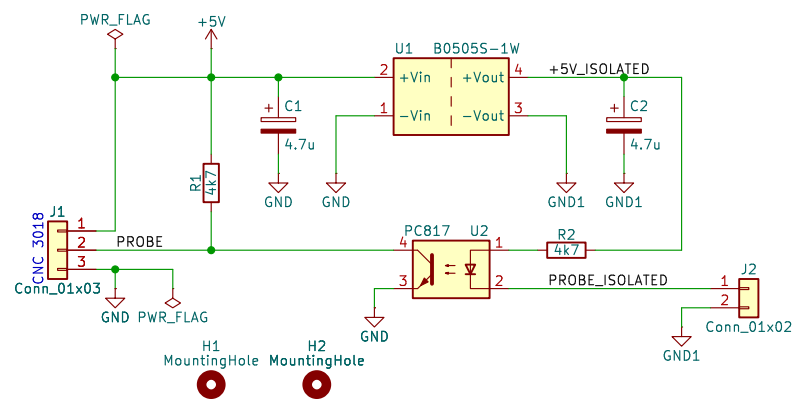 PWR_FLAG
+5V
U1 B0505S-1W
2 +Vin +Vout 4 +5V_ISOLATED
+ C1 + C2
1 -Vin -Vout 3
4.7u 4.7u
R1 4k7
GND GND GND1 GND1
J1
CNC 3018
1
2 PROBE
3
Conn_01x03
PC817 U2 R2
4 1 4k7
3 2 PROBE_ISOLATED
J2
1
2
Conn_01x02
GND PWR_FLAG
GND
GND1
H1 H2
MountingHole MountingHole